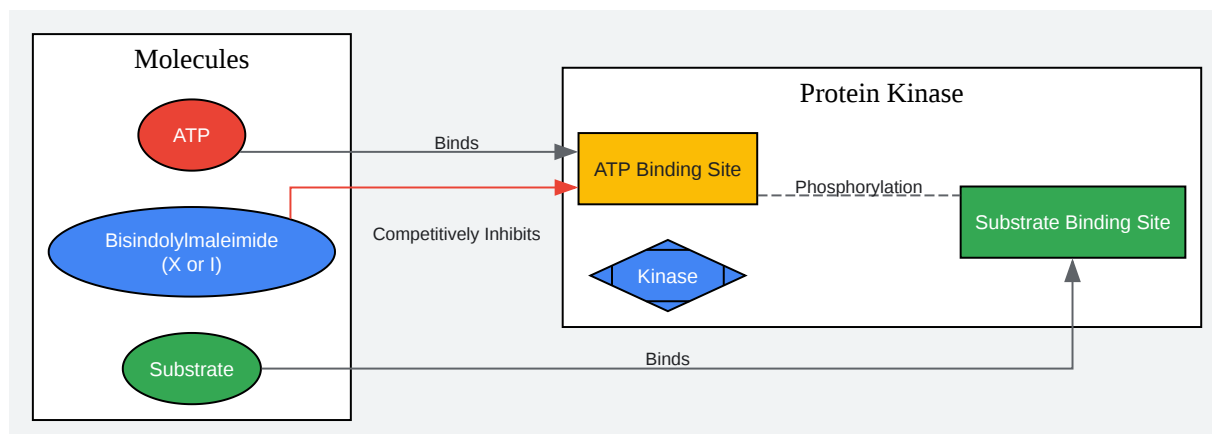 Molecules
ATP
Bisindolylmaleimide
(X or I)
Substrate
Binds
Competitively Inhibits
Binds
Protein Kinase
ATP Binding Site
Phosphorylation
Substrate Binding Site
Kinase